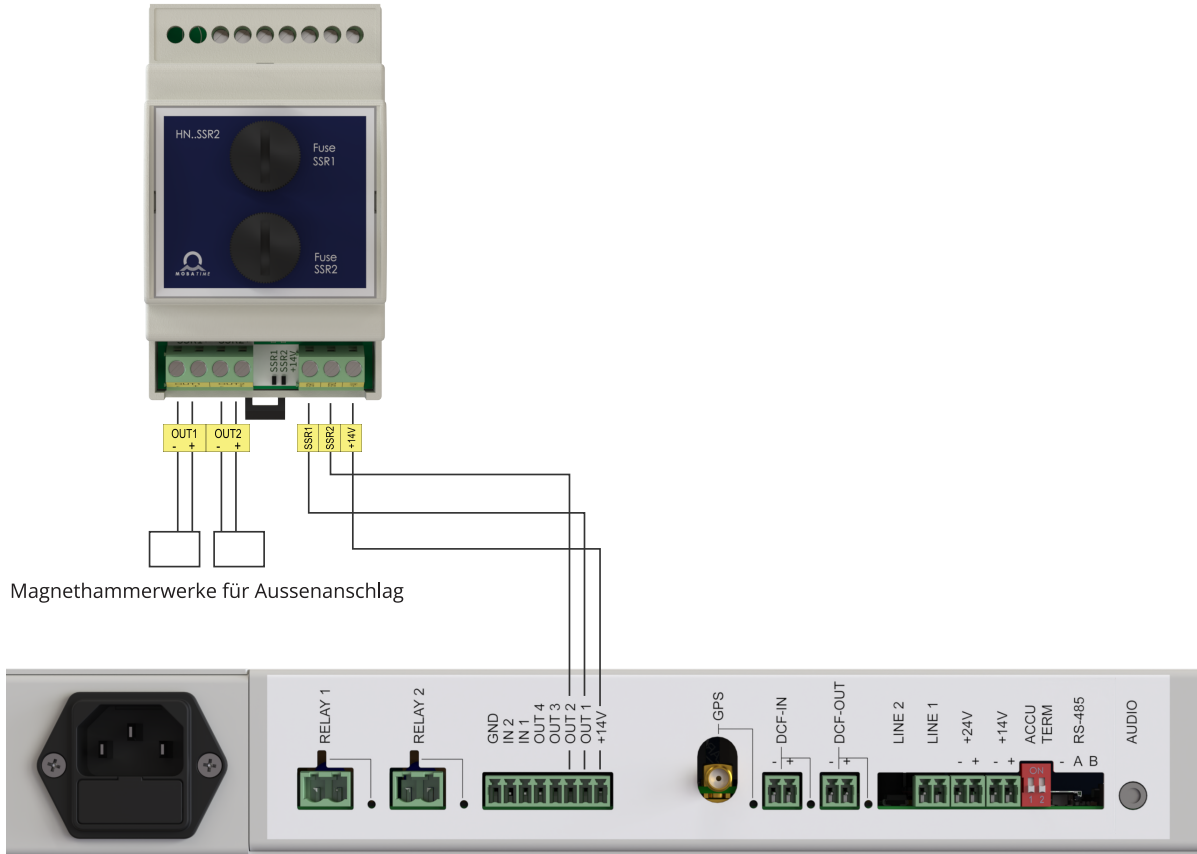 HN..SSR2
Fuse
SSR1
Fuse
SSR2
MOBATIME
SSR1
SSR2
+14V
OUT1
- +
OUT2
- +
SSR1
SSR2
+14V
Magnethammerwerke für Aussenanschlag
RELAY 1
RELAY 2
GND
IN 2
IN 1
OUT 4
OUT 3
OUT 2
OUT 1
+14V
GPS
DCF-IN
- +
DCF-OUT
- +
LINE 2
LINE 1
+24V
- +
+14V
- +
ACCU
TERM
ON
1 2
RS-485
- A B
AUDIO